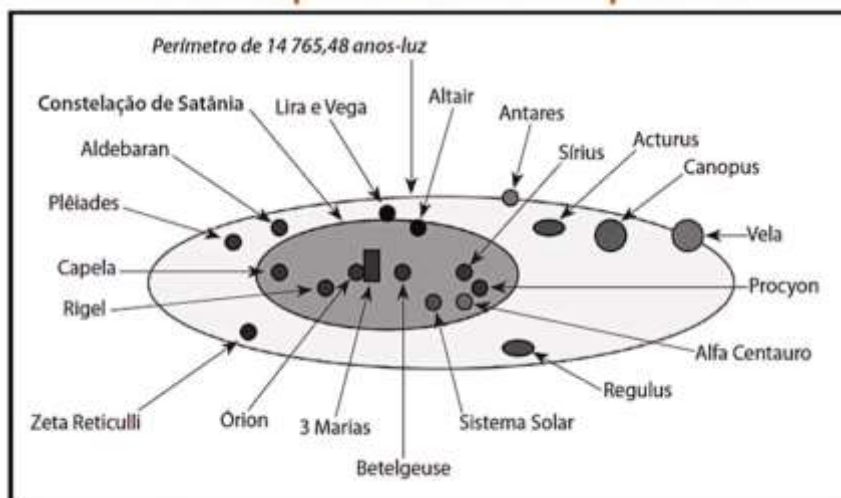 Perímetro de 14 765,48 anos-luz
Constelação de Satânia
Lira e Vega
Altair
Antares
Aldebaran
Sírius
Acturus
Canopus
Plêiades
Vela
Capela
Procyon
Rigel
Alfa Centauro
Regulus
Zeta Reticulli
Órion
3 Marias
Sistema Solar
Betelgeuse